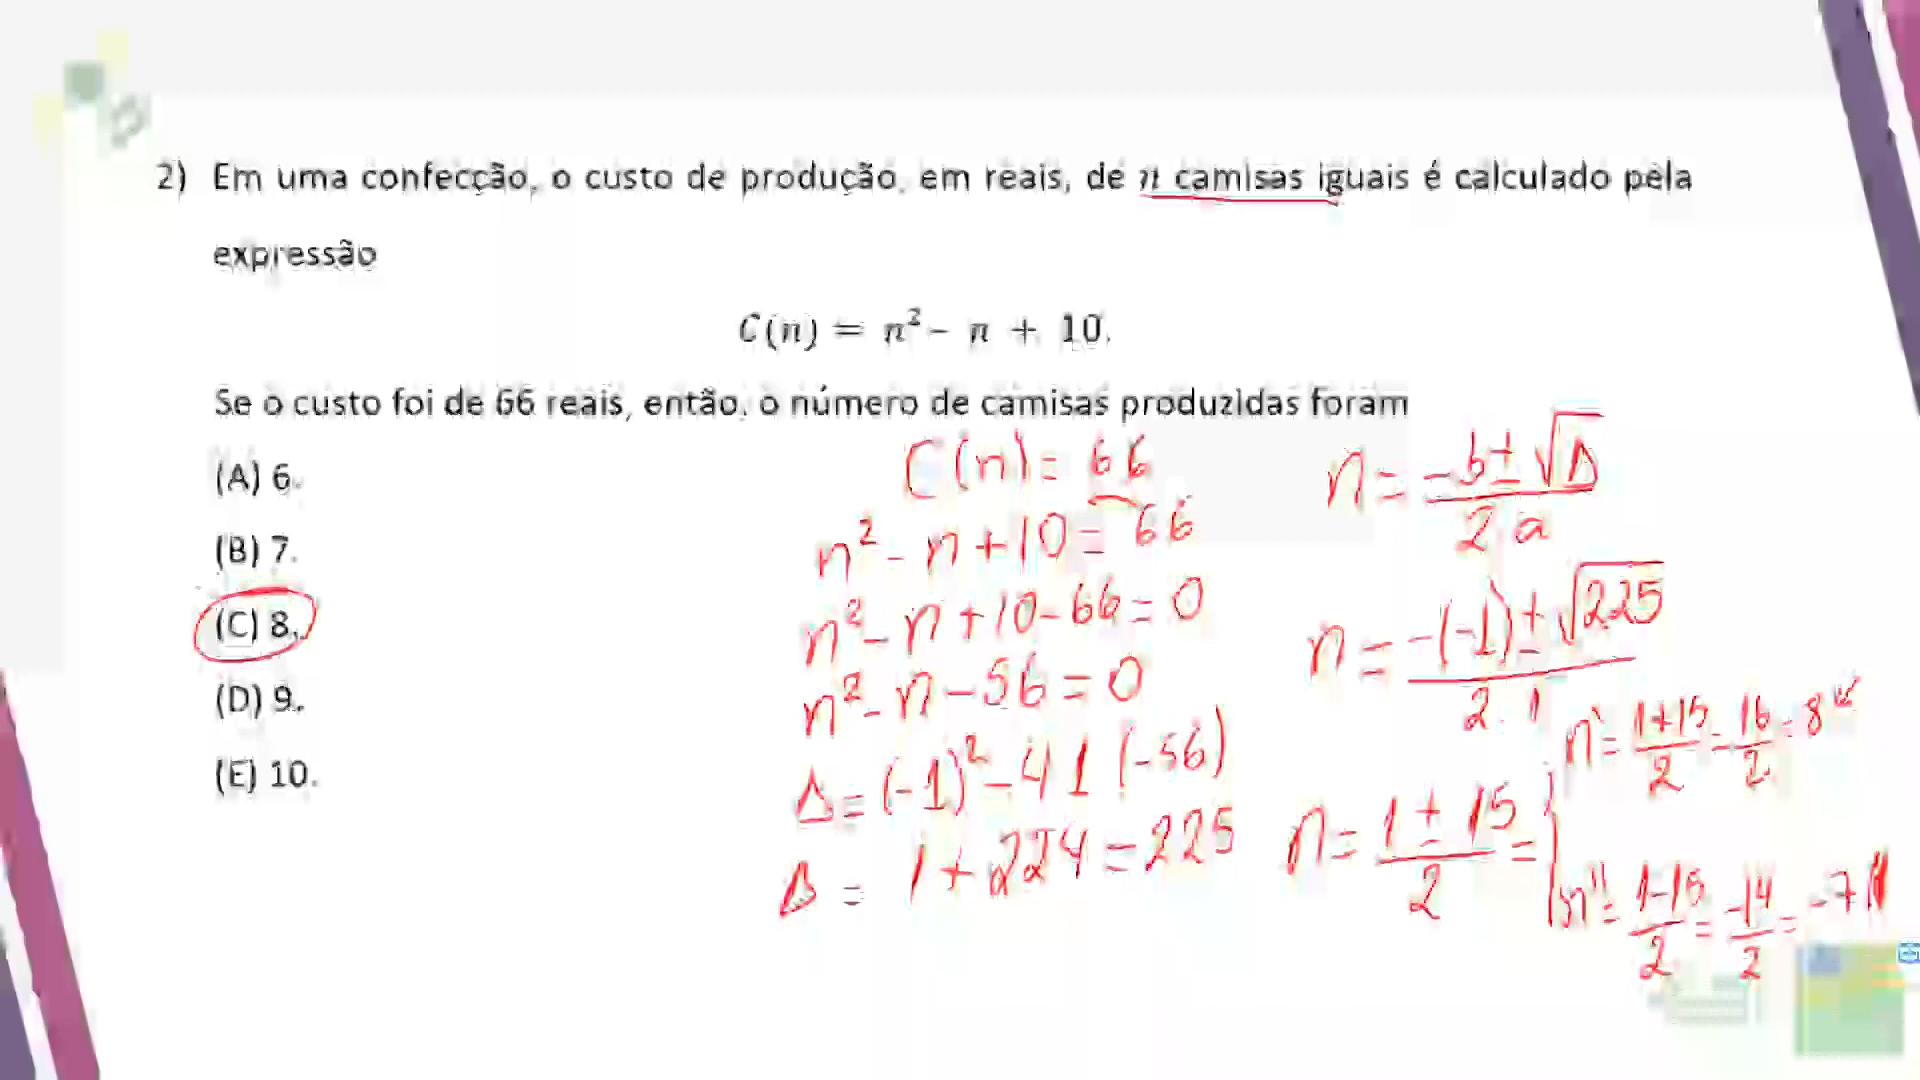 2) Em uma confecção, o custo de produção, em reais, de n camisas iguais é calculado pela
expressão
C(n) = n² – n + 10.
Se o custo foi de 66 reais, então, o número de camisas produzidas foram
(A) 6.
(B) 7.
(C) 8.
(D) 9.
(E) 10.
C(n) = 66
n² - n + 10 = 66
n² - n + 10 - 66 = 0
n² - n - 56 = 0
Δ = (-1)² - 4 1 (-56)
Δ = 1 + 224 = 225
n = -b ± √Δ / 2.a
n = -(-1) ± √225 / 2.1
n = 1 ± 15 / 2 =
n' = 1+15 / 2 = 16 / 2 = 8
n'' = 1-15 / 2 = -14 / 2 = -7